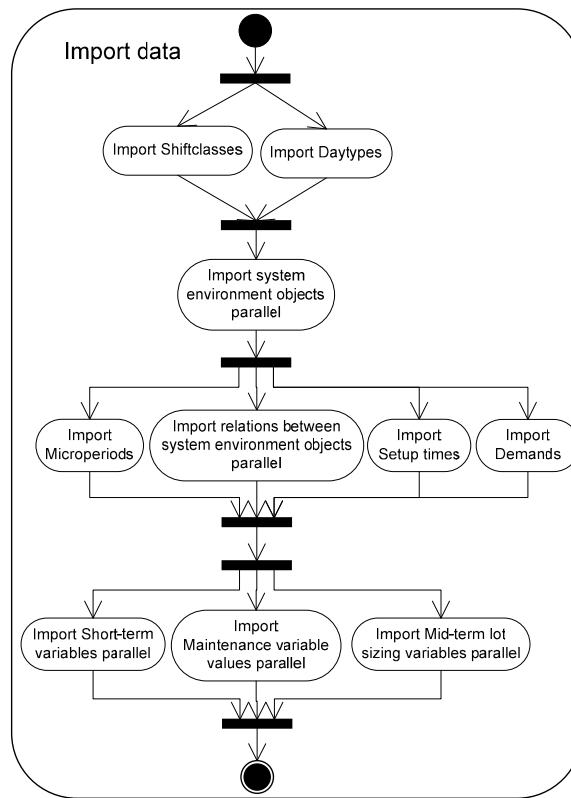 Import data
Import Shiftclasses
Import Daytypes
Import system
environment objects
parallel
Import
Microperiods
Import relations between
system environment objects
parallel
Import
Setup times
Import
Demands
Import Short-term
variables parallel
Import
Maintenance variable
values parallel
Import Mid-term lot
sizing variables parallel